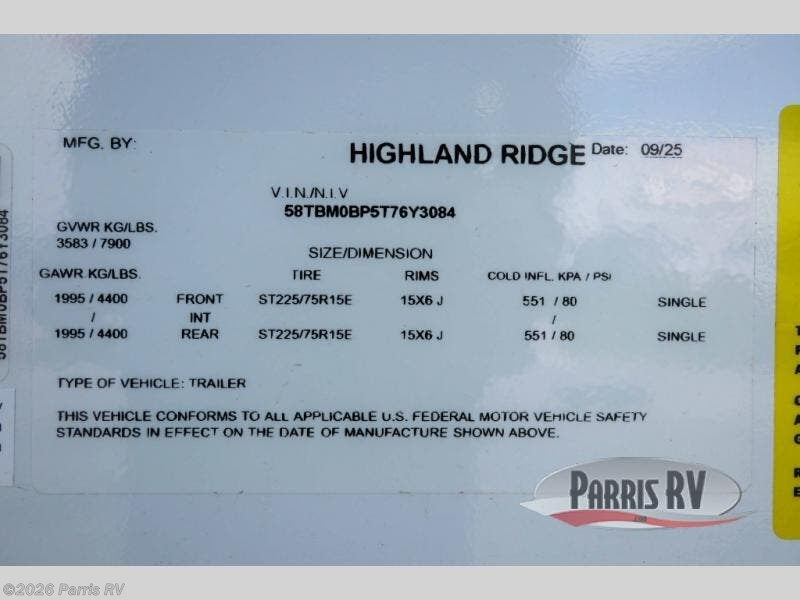 MFG. BY:
HIGHLAND RIDGE Date: 09/25
V.I.N./N.I.V
58TBM0BP5T76Y3084
GVWR KG/LBS.
3583 / 7900
SIZE/DIMENSION
GAWR KG/LBS. TIRE RIMS COLD INFL. KPA / PSI
1995 / 4400 FRONT ST225/75R15E 15X6 J 551 / 80 SINGLE
/ INT /
1995 / 4400 REAR ST225/75R15E 15X6 J 551 / 80 SINGLE
TYPE OF VEHICLE: TRAILER
THIS VEHICLE CONFORMS TO ALL APPLICABLE U.S. FEDERAL MOTOR VEHICLE SAFETY
STANDARDS IN EFFECT ON THE DATE OF MANUFACTURE SHOWN ABOVE.
58TBM0BP5T76Y3084
PARRIS RV
©2026 Parris RV